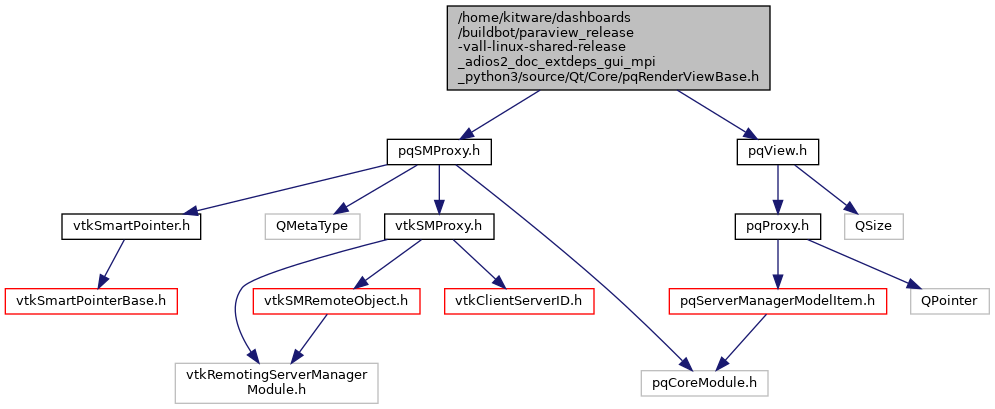 /home/kitware/dashboards
/buildbot/paraview_release
-vall-linux-shared-release
_adios2_doc_extdeps_gui_mpi
_python3/source/Qt/Core/pqRenderViewBase.h
pqSMProxy.h
pqView.h
vtkSmartPointer.h
QMetaType
vtkSMProxy.h
pqProxy.h
QSize
vtkSmartPointerBase.h
vtkSMRemoteObject.h
vtkClientServerID.h
pqServerManagerModelItem.h
QPointer
vtkRemotingServerManager
Module.h
pqCoreModule.h